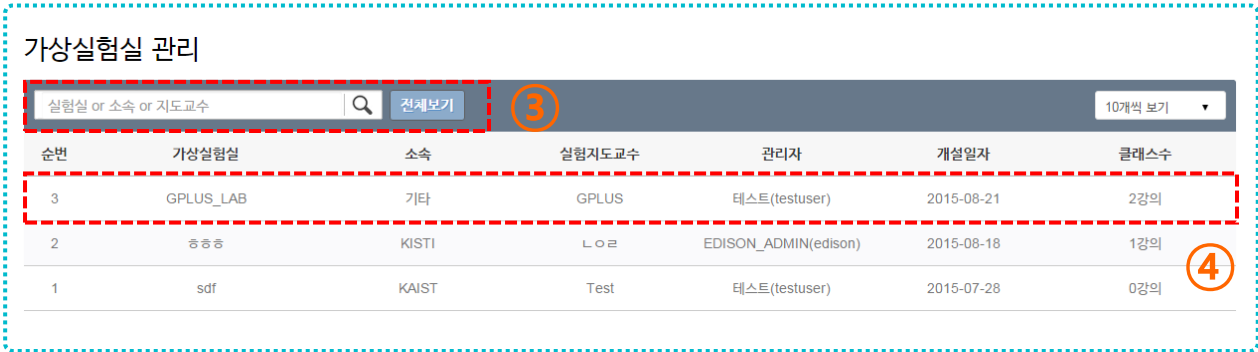 가상실험실 관리
실험실 or 소속 or 지도교수 전체보기 ③ 10개씩 보기 ▼
순번 가상실험실 소속 실험지도교수 관리자 개설일자 클래스수
3 GPLUS_LAB 기타 GPLUS 테스트(testuser) 2015-08-21 2강의
2 ㅎㅎㅎ KISTI ㄴㅇㄹ EDISON_ADMIN(edison) 2015-08-18 1강의
④
1 sdf KAIST Test 테스트(testuser) 2015-07-28 0강의